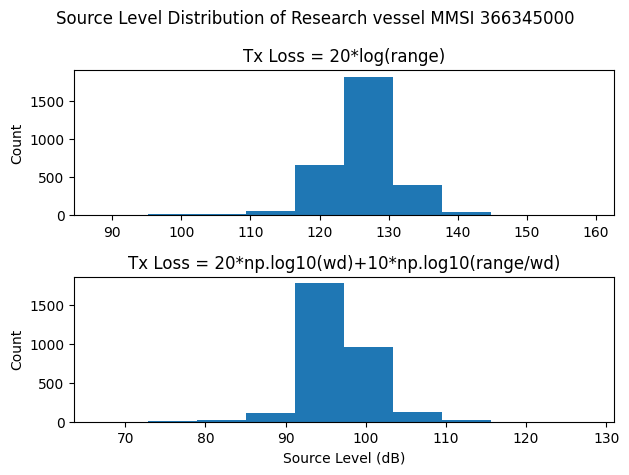 Source Level Distribution of Research vessel MMSI 366345000
Tx Loss = 20*log(range)
Count
1500
1000
500
0
90 100 110 120 130 140 150 160
Tx Loss = 20*np.log10(wd)+10*np.log10(range/wd)
Count
1500
1000
500
0
70 80 90 100 110 120 130
Source Level (dB)